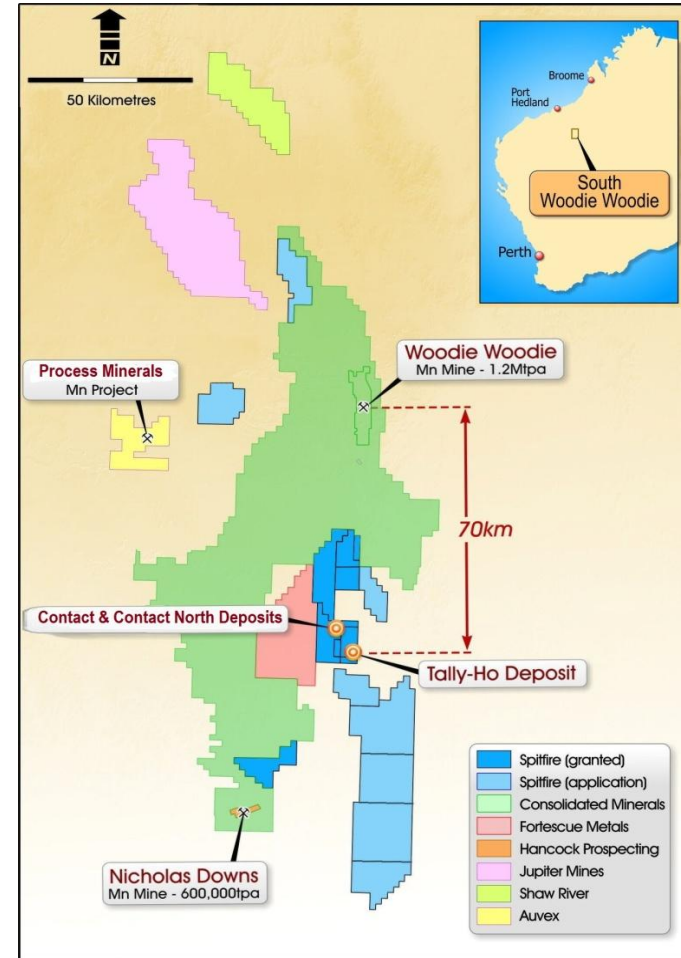 N
50 Kilometres
Broome
Port
Hedland
South
Woodie Woodie
Perth
Woodie Woodie
Mn Mine - 1.2Mtpa
Process Minerals
Mn Project
70km
Contact & Contact North Deposits
Tally-Ho Deposit
Nicholas Downs
Mn Mine - 600,000tpa
Spitfire (granted)
Spitfire (application)
Consolidated Minerals
Fortescue Metals
Hancock Prospecting
Jupiter Mines
Shaw River
Auvex